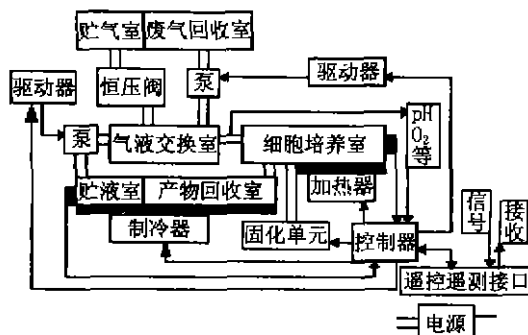 贮气室 废气回收室
驱动器 恒压阀 泵 驱动器
泵 气液交换室 细胞培养室 pH
O₂
等
贮液室 产物回收室 加热器 信号 接收
制冷器 固化单元 控制器
遥控遥测接口
电源